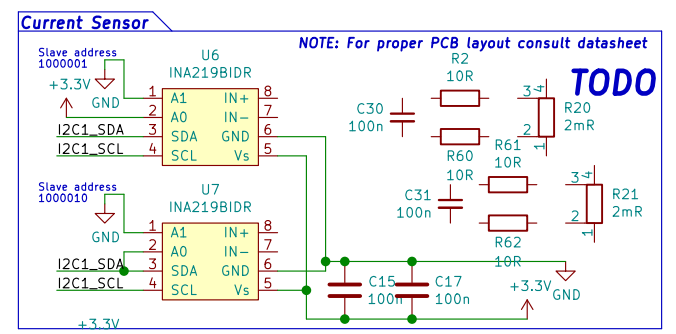 Current Sensor
NOTE: For proper PCB layout consult datasheet
TODO
Slave address
1000001
+3.3V
GND
I2C1_SDA
I2C1_SCL
U6
INA219BIDR
1 A1 IN+ 8
2 A0 IN- 7
3 SDA GND 6
4 SCL Vs 5
R2
10R
C30
100n
R60
10R
3 4
2
1
R20
2mR
Slave address
1000010
GND
I2C1_SDA
I2C1_SCL
U7
INA219BIDR
1 A1 IN+ 8
2 A0 IN- 7
3 SDA GND 6
4 SCL Vs 5
R61
10R
C31
100n
R62
10R
3 4
2
1
R21
2mR
C15
100n
C17
100n
+3.3V
GND
+3.3V